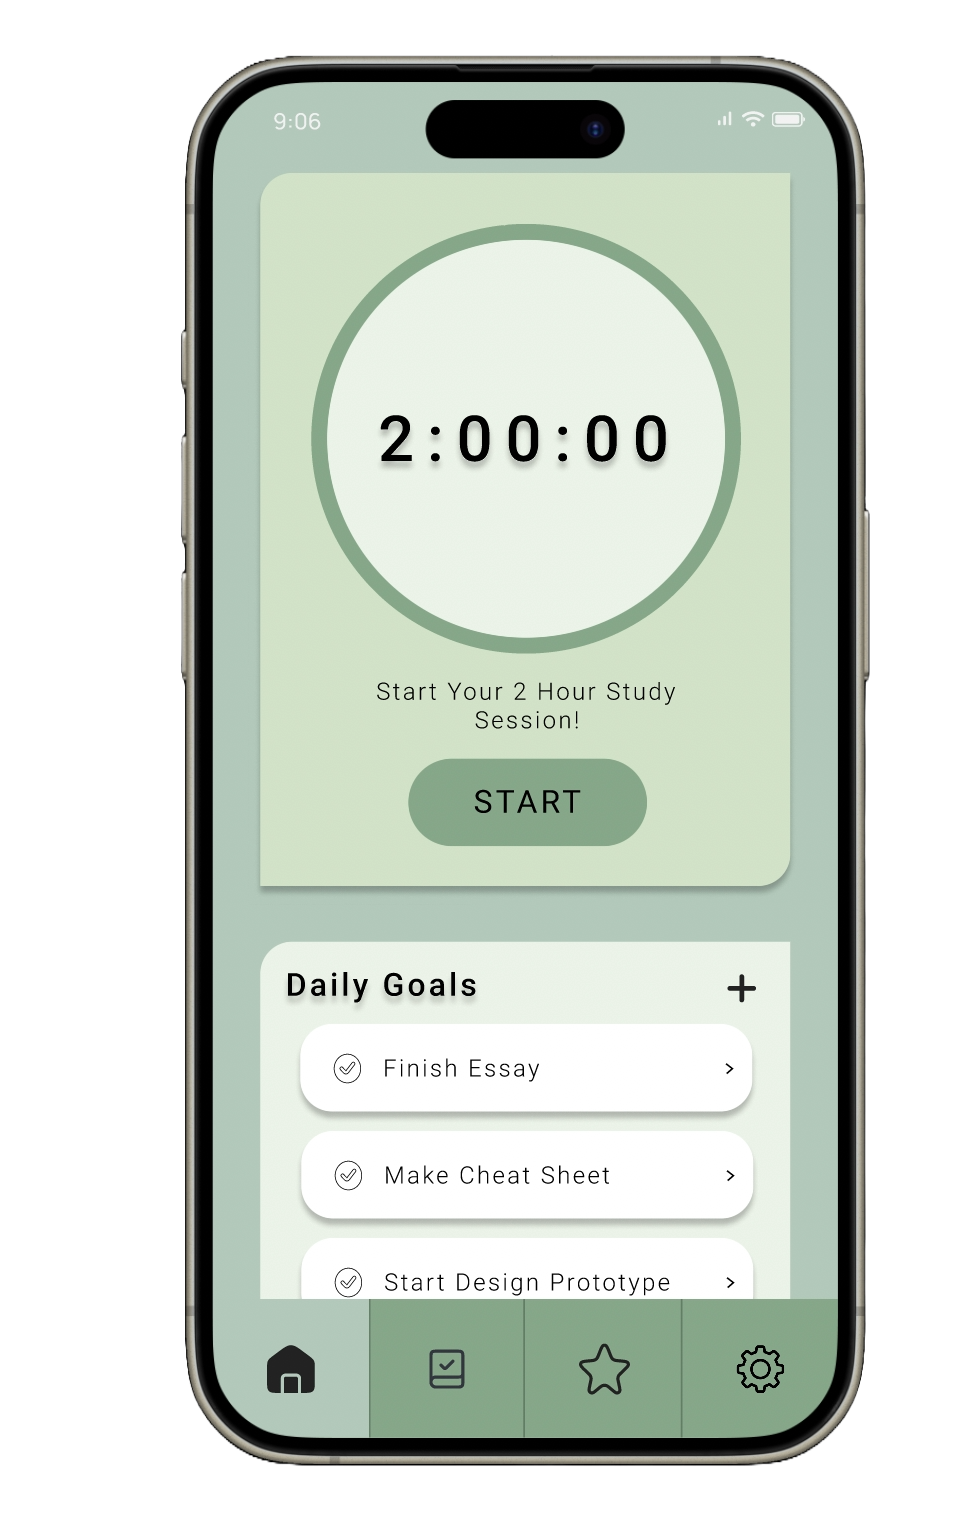 9:06
2:00:00
Start Your 2 Hour Study
Session!
START
Daily Goals
Finish Essay
Make Cheat Sheet
Start Design Prototype